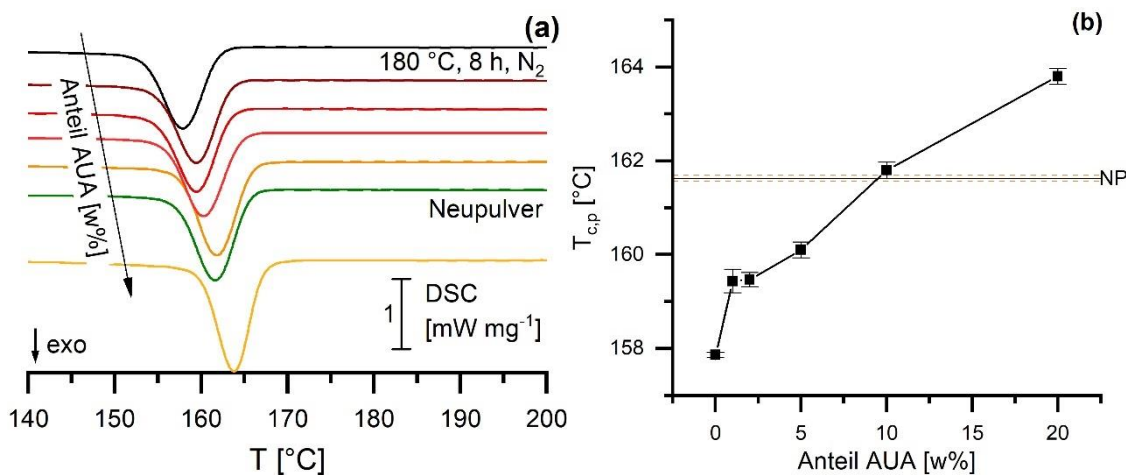 (a)
180 °C, 8 h, N₂
Anteil AUA [w%]
Neupulver
1
DSC
[mW mg⁻¹]
exo
140 150 160 170 180 190 200
T [°C]
(b)
164
162
160
158
T_c,p [°C]
NP
0 5 10 15 20
Anteil AUA [w%]